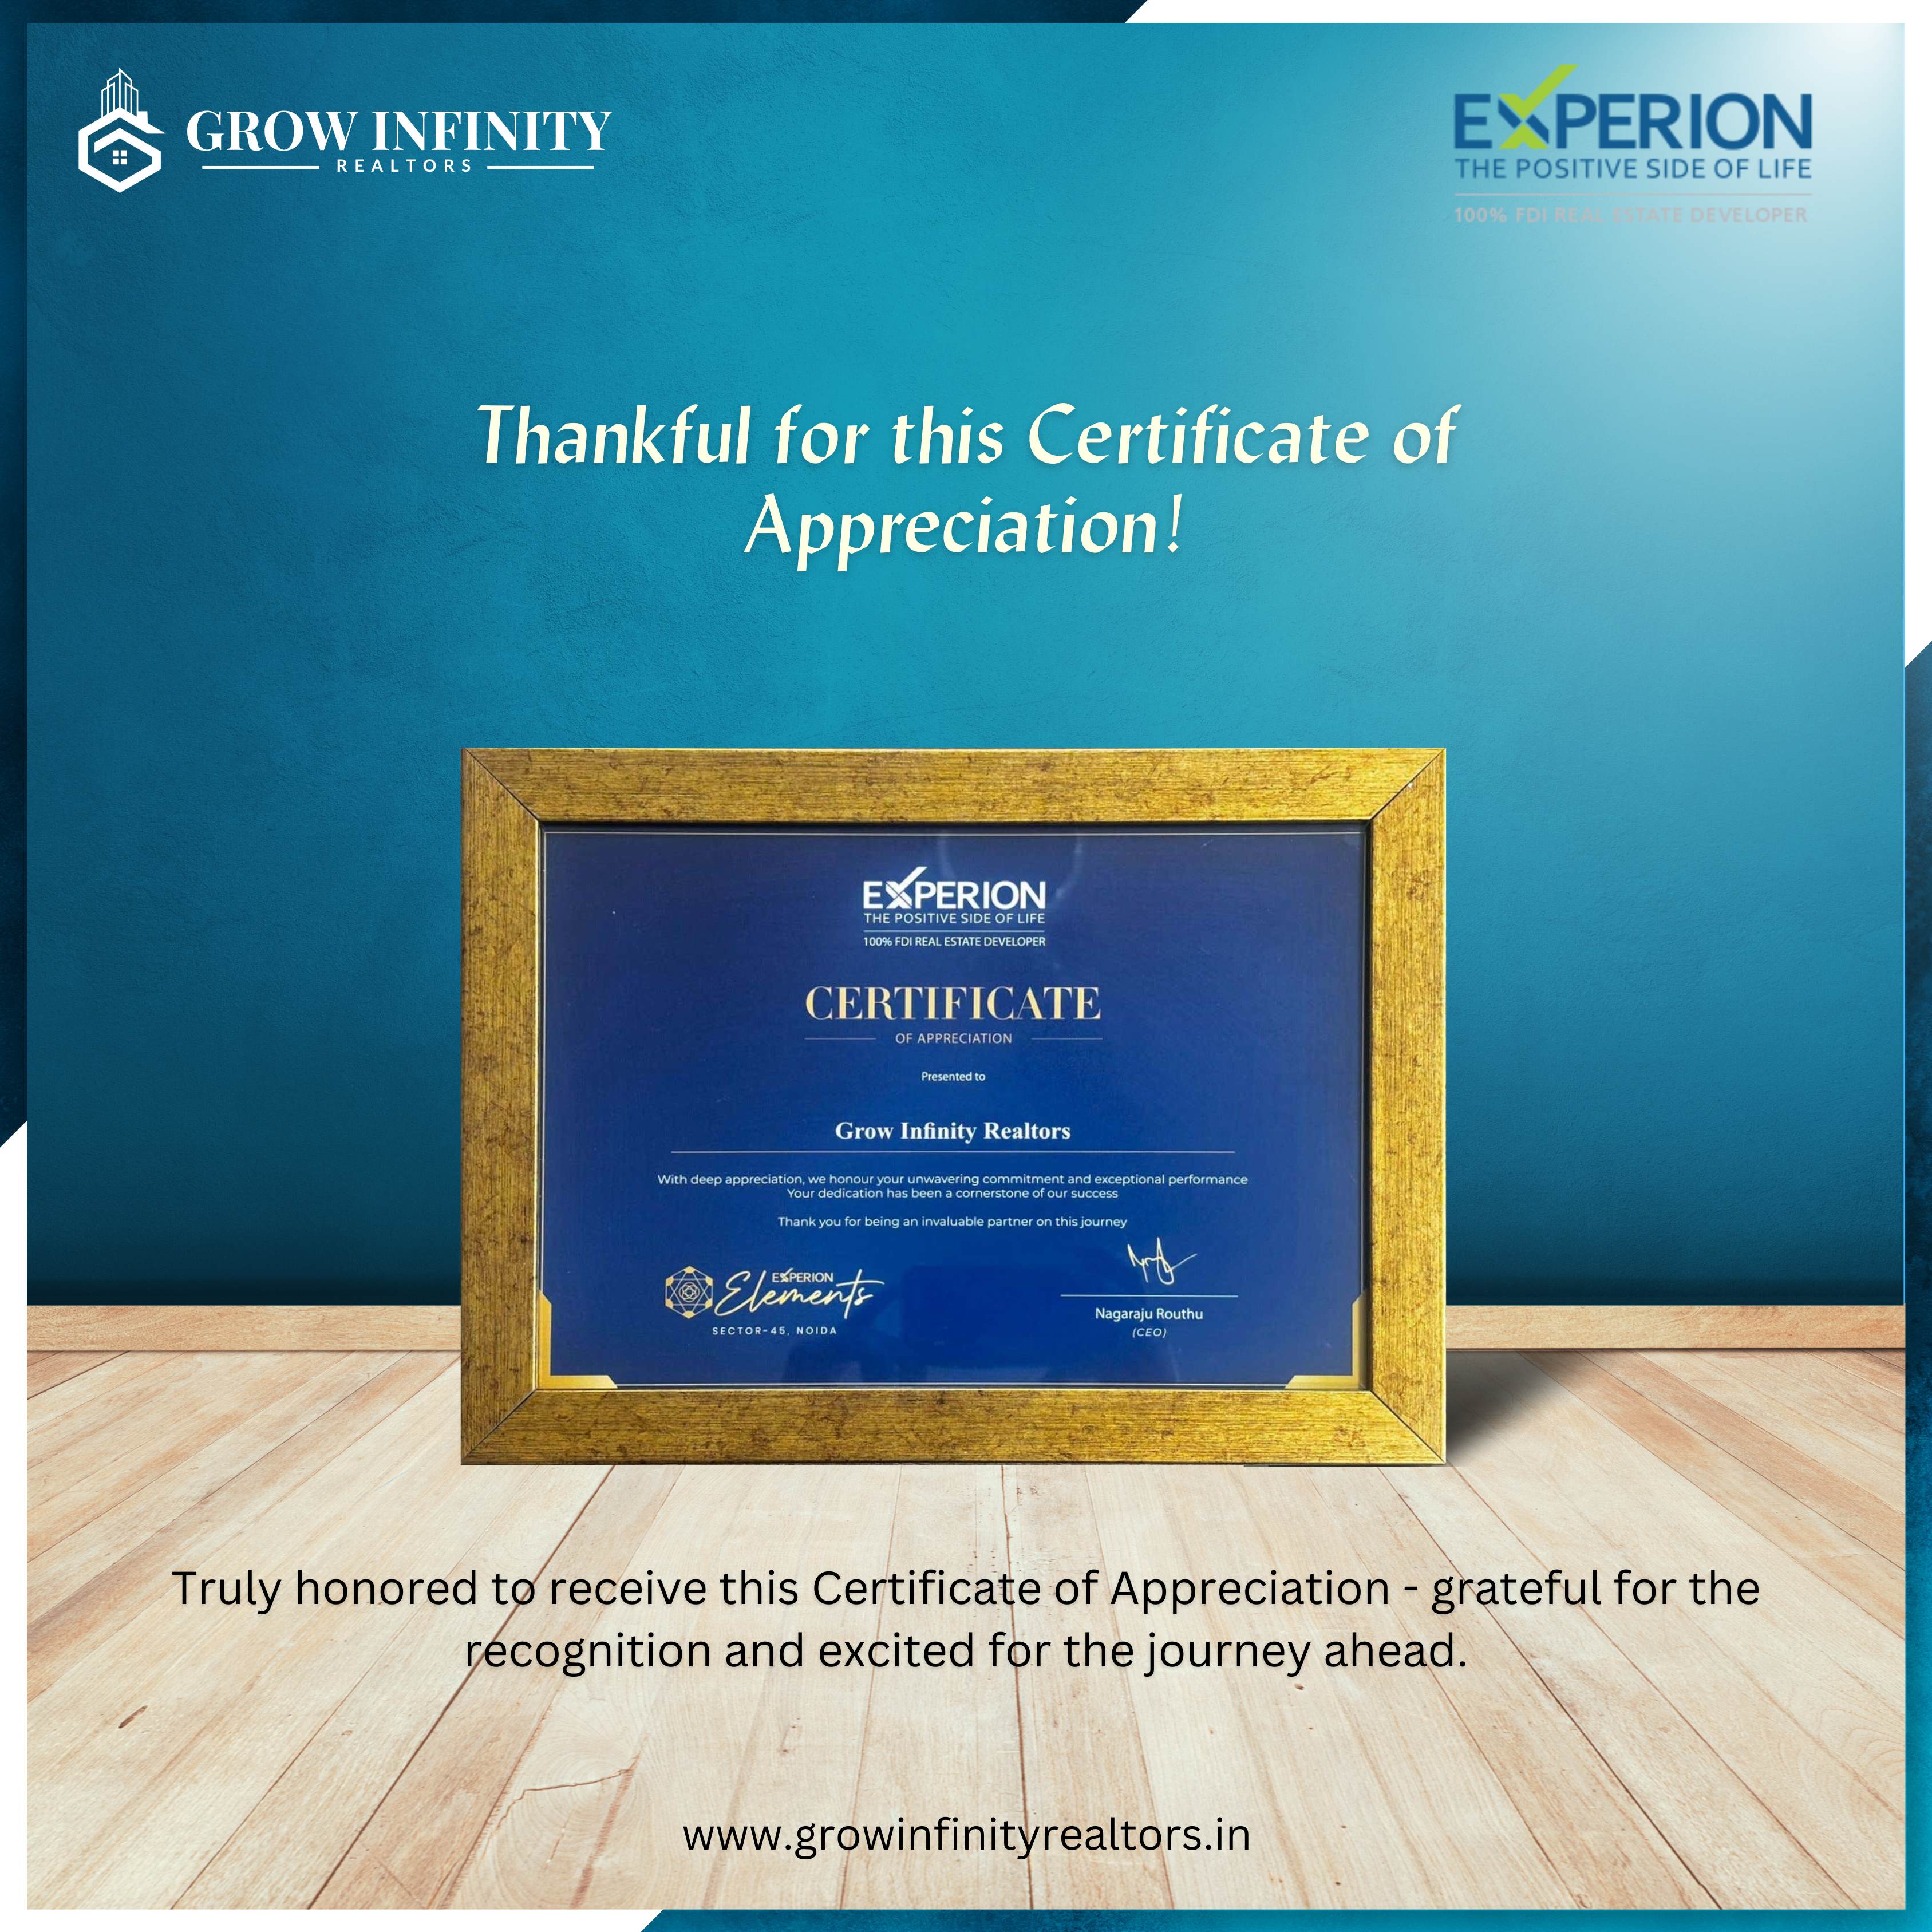 GROW INFINITY
REALTORS
EXPERION
THE POSITIVE SIDE OF LIFE
100% FDI REAL ESTATE DEVELOPER
Thankful for this Certificate of
Appreciation!
EXPERION
THE POSITIVE SIDE OF LIFE
100% FDI REAL ESTATE DEVELOPER
CERTIFICATE
OF APPRECIATION
Presented to
Grow Infinity Realtors
With deep appreciation, we honour your unwavering commitment and exceptional performance
Your dedication has been a cornerstone of our success
Thank you for being an invaluable partner on this journey
EXPERION
Elements
SECTOR-45, NOIDA
Nagaraju Routhu
(CEO)
Truly honored to receive this Certificate of Appreciation - grateful for the
recognition and excited for the journey ahead.
www.growinfinityrealtors.in